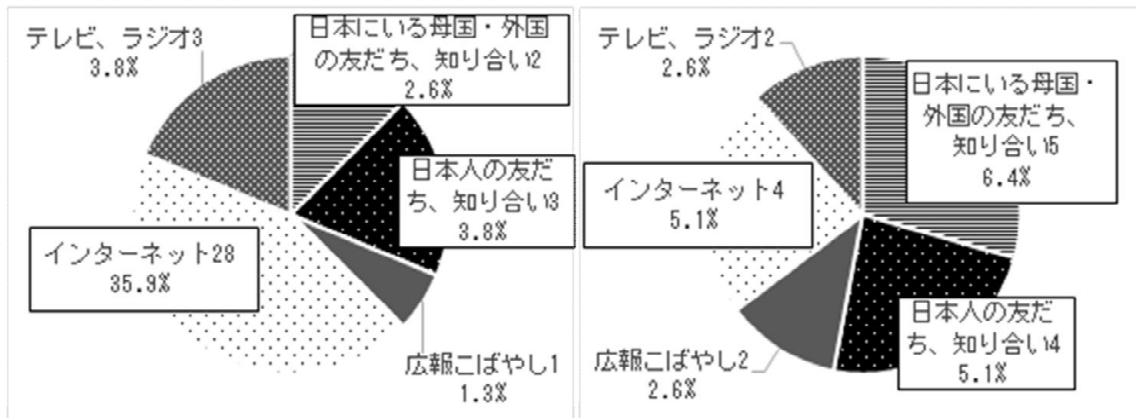 テレビ、ラジオ3
3.8%
日本にいる母国・外国
の友だち、知り合い2
2.6%
日本人の友だ
ち、知り合い3
3.8%
インターネット28
35.9%
広報こばやし1
1.3%
テレビ、ラジオ2
2.6%
日本にいる母国・
外国の友だち、
知り合い5
6.4%
インターネット4
5.1%
日本人の友だ
ち、知り合い4
5.1%
広報こばやし2
2.6%